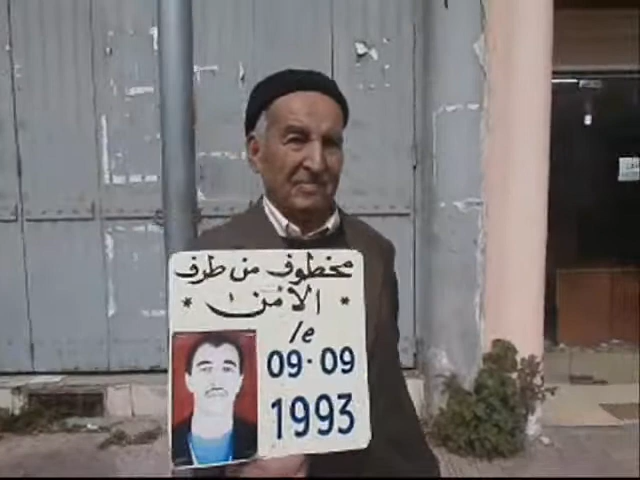 مخطوف من طرف
* الأمن *
le
09·09
1993